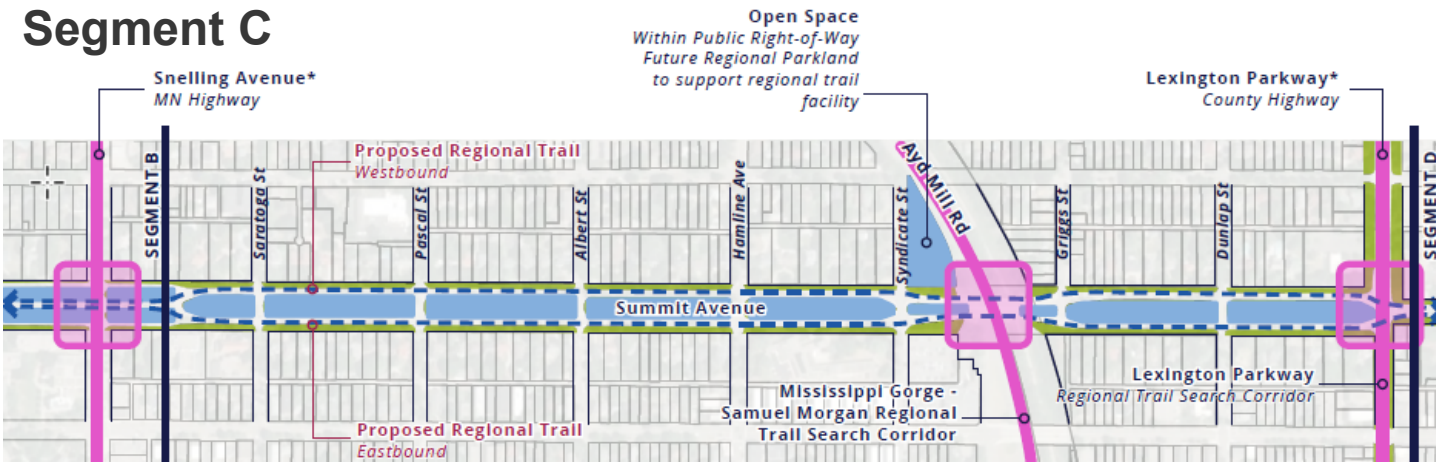 Segment C
Open Space
Within Public Right-of-Way
Future Regional Parkland
to support regional trail
facility
Snelling Avenue*
MN Highway
Lexington Parkway*
County Highway
Proposed Regional Trail
Westbound
SEGMENT B
Saratoga St
Pascal St
Albert St
Hamline Ave
Syndicate St
Ayd Mill Rd
Griggs St
Dunlap St
SEGMENT D
Summit Avenue
Mississippi Gorge -
Samuel Morgan Regional
Trail Search Corridor
Lexington Parkway
Regional Trail Search Corridor
Proposed Regional Trail
Eastbound